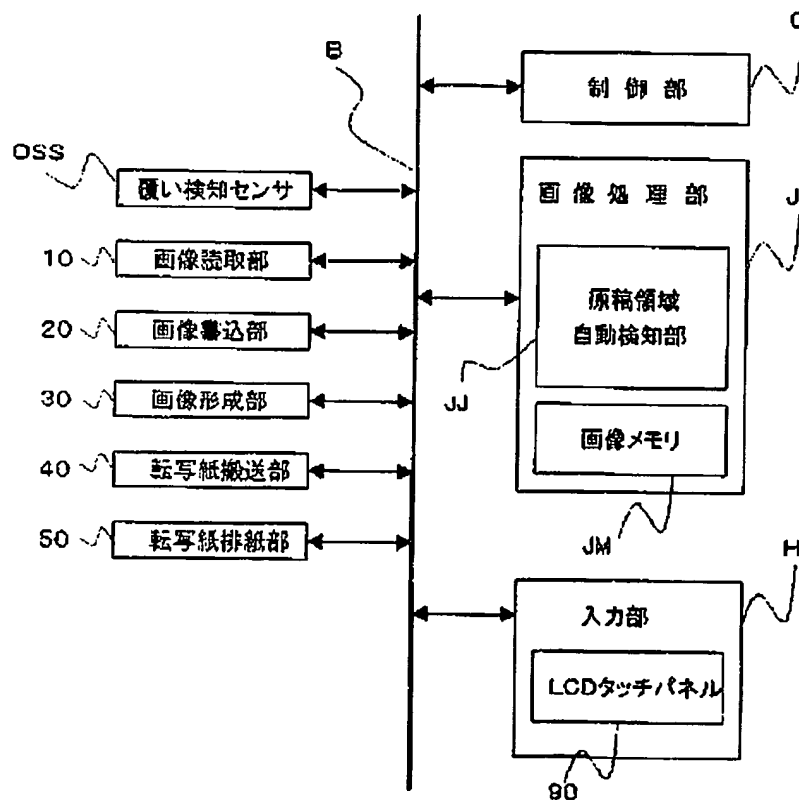 B
OSS
覆い検知センサ
10
画像読取部
20
画像書込部
30
画像形成部
40
転写紙搬送部
50
転写紙排紙部
制御部
J
画像処理部
原稿領域
自動検知部
JJ
画像メモリ
JM
H
入力部
LCDタッチパネル
90